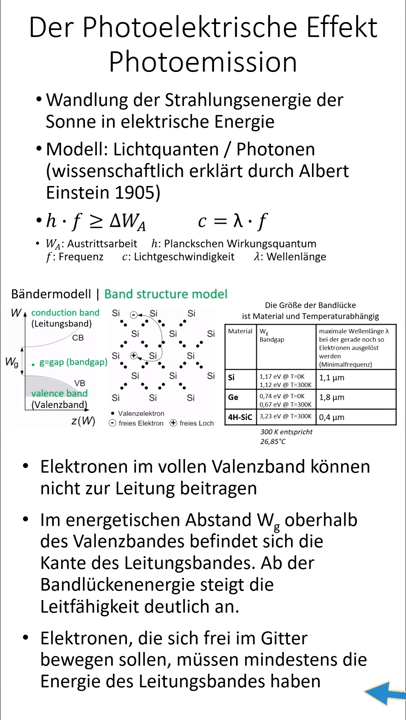 Der Photoelektrische Effekt
Photoemission
• Wandlung der Strahlungsenergie der
Sonne in elektrische Energie
• Modell: Lichtquanten / Photonen
(wissenschaftlich erklärt durch Albert
Einstein 1905)
• h · f ≥ ΔW_A c = λ · f
• W_A: Austrittsarbeit h: Planckschen Wirkungsquantum
f: Frequenz c: Lichtgeschwindigkeit λ: Wellenlänge
Bändermodell | Band structure model
W
conduction band
(Leitungsband)
CB
W_g
g=gap (bandgap)
VB
valence band
(Valenzband)
z(W)
Si Si Si
Si Si
Si Si Si
Si Si
Si Si Si
• Valenzelektron
⊖ freies Elektron ⊕ freies Loch
Die Größe der Bandlücke
ist Material und Temperaturabhängig
Material W_g Bandgap maximale Wellenlänge λ bei der gerade noch so Elektronen ausgelöst werden (Minimalfrequenz)
Si 1,17 eV @ T=0K 1,12 eV @ T=300K 1,1 µm
Ge 0,74 eV @ T=0K 0,67 eV @ T=300K 1,8 µm
4H-SiC 3,23 eV @ T=300K 0,4 µm
300 K entspricht
26,85°C
• Elektronen im vollen Valenzband können
nicht zur Leitung beitragen
• Im energetischen Abstand W_g oberhalb
des Valenzbandes befindet sich die
Kante des Leitungsbandes. Ab der
Bandlückenenergie steigt die
Leitfähigkeit deutlich an.
• Elektronen, die sich frei im Gitter
bewegen sollen, müssen mindestens die
Energie des Leitungsbandes haben